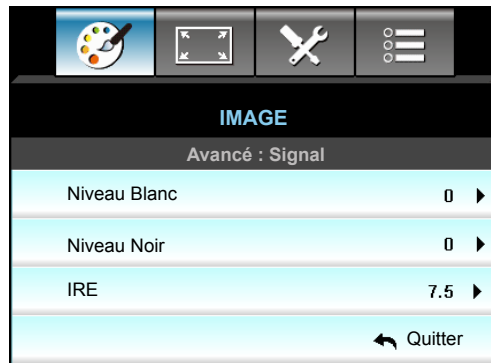 IMAGE
Avancé : Signal
Niveau Blanc 0
Niveau Noir 0
IRE 7.5
Quitter